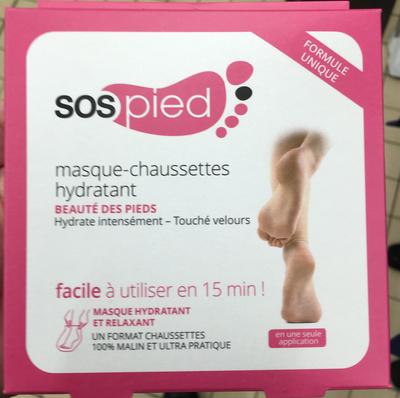 FORMULE
UNIQUE
sospied
masque-chaussettes
hydratant
BEAUTÉ DES PIEDS
Hydrate intensément – Touché velours
facile à utiliser en 15 min !
MASQUE HYDRATANT
ET RELAXANT
UN FORMAT CHAUSSETTES
100% MALIN ET ULTRA PRATIQUE
en une seule
application